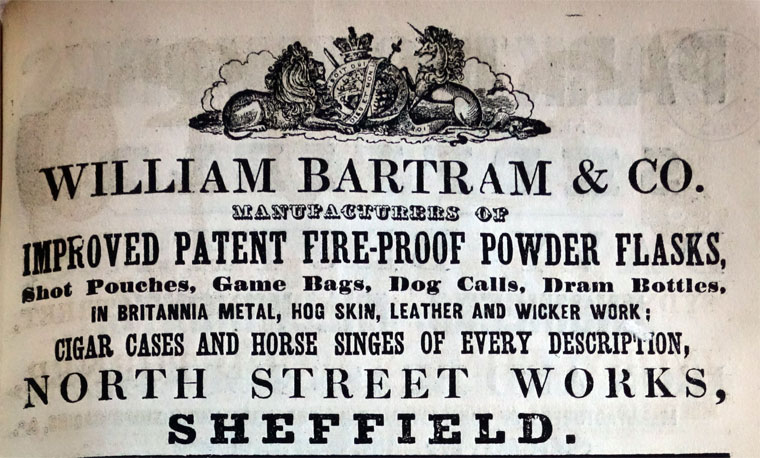 WILLIAM BARTRAM & CO.
MANUFACTURERS OF
IMPROVED PATENT FIRE-PROOF POWDER FLASKS,
Shot Pouches, Game Bags, Dog Calls, Dram Bottles,
IN BRITANNIA METAL, HOG SKIN, LEATHER AND WICKER WORK;
CIGAR CASES AND HORSE SINGES OF EVERY DESCRIPTION,
NORTH STREET WORKS,
SHEFFIELD.